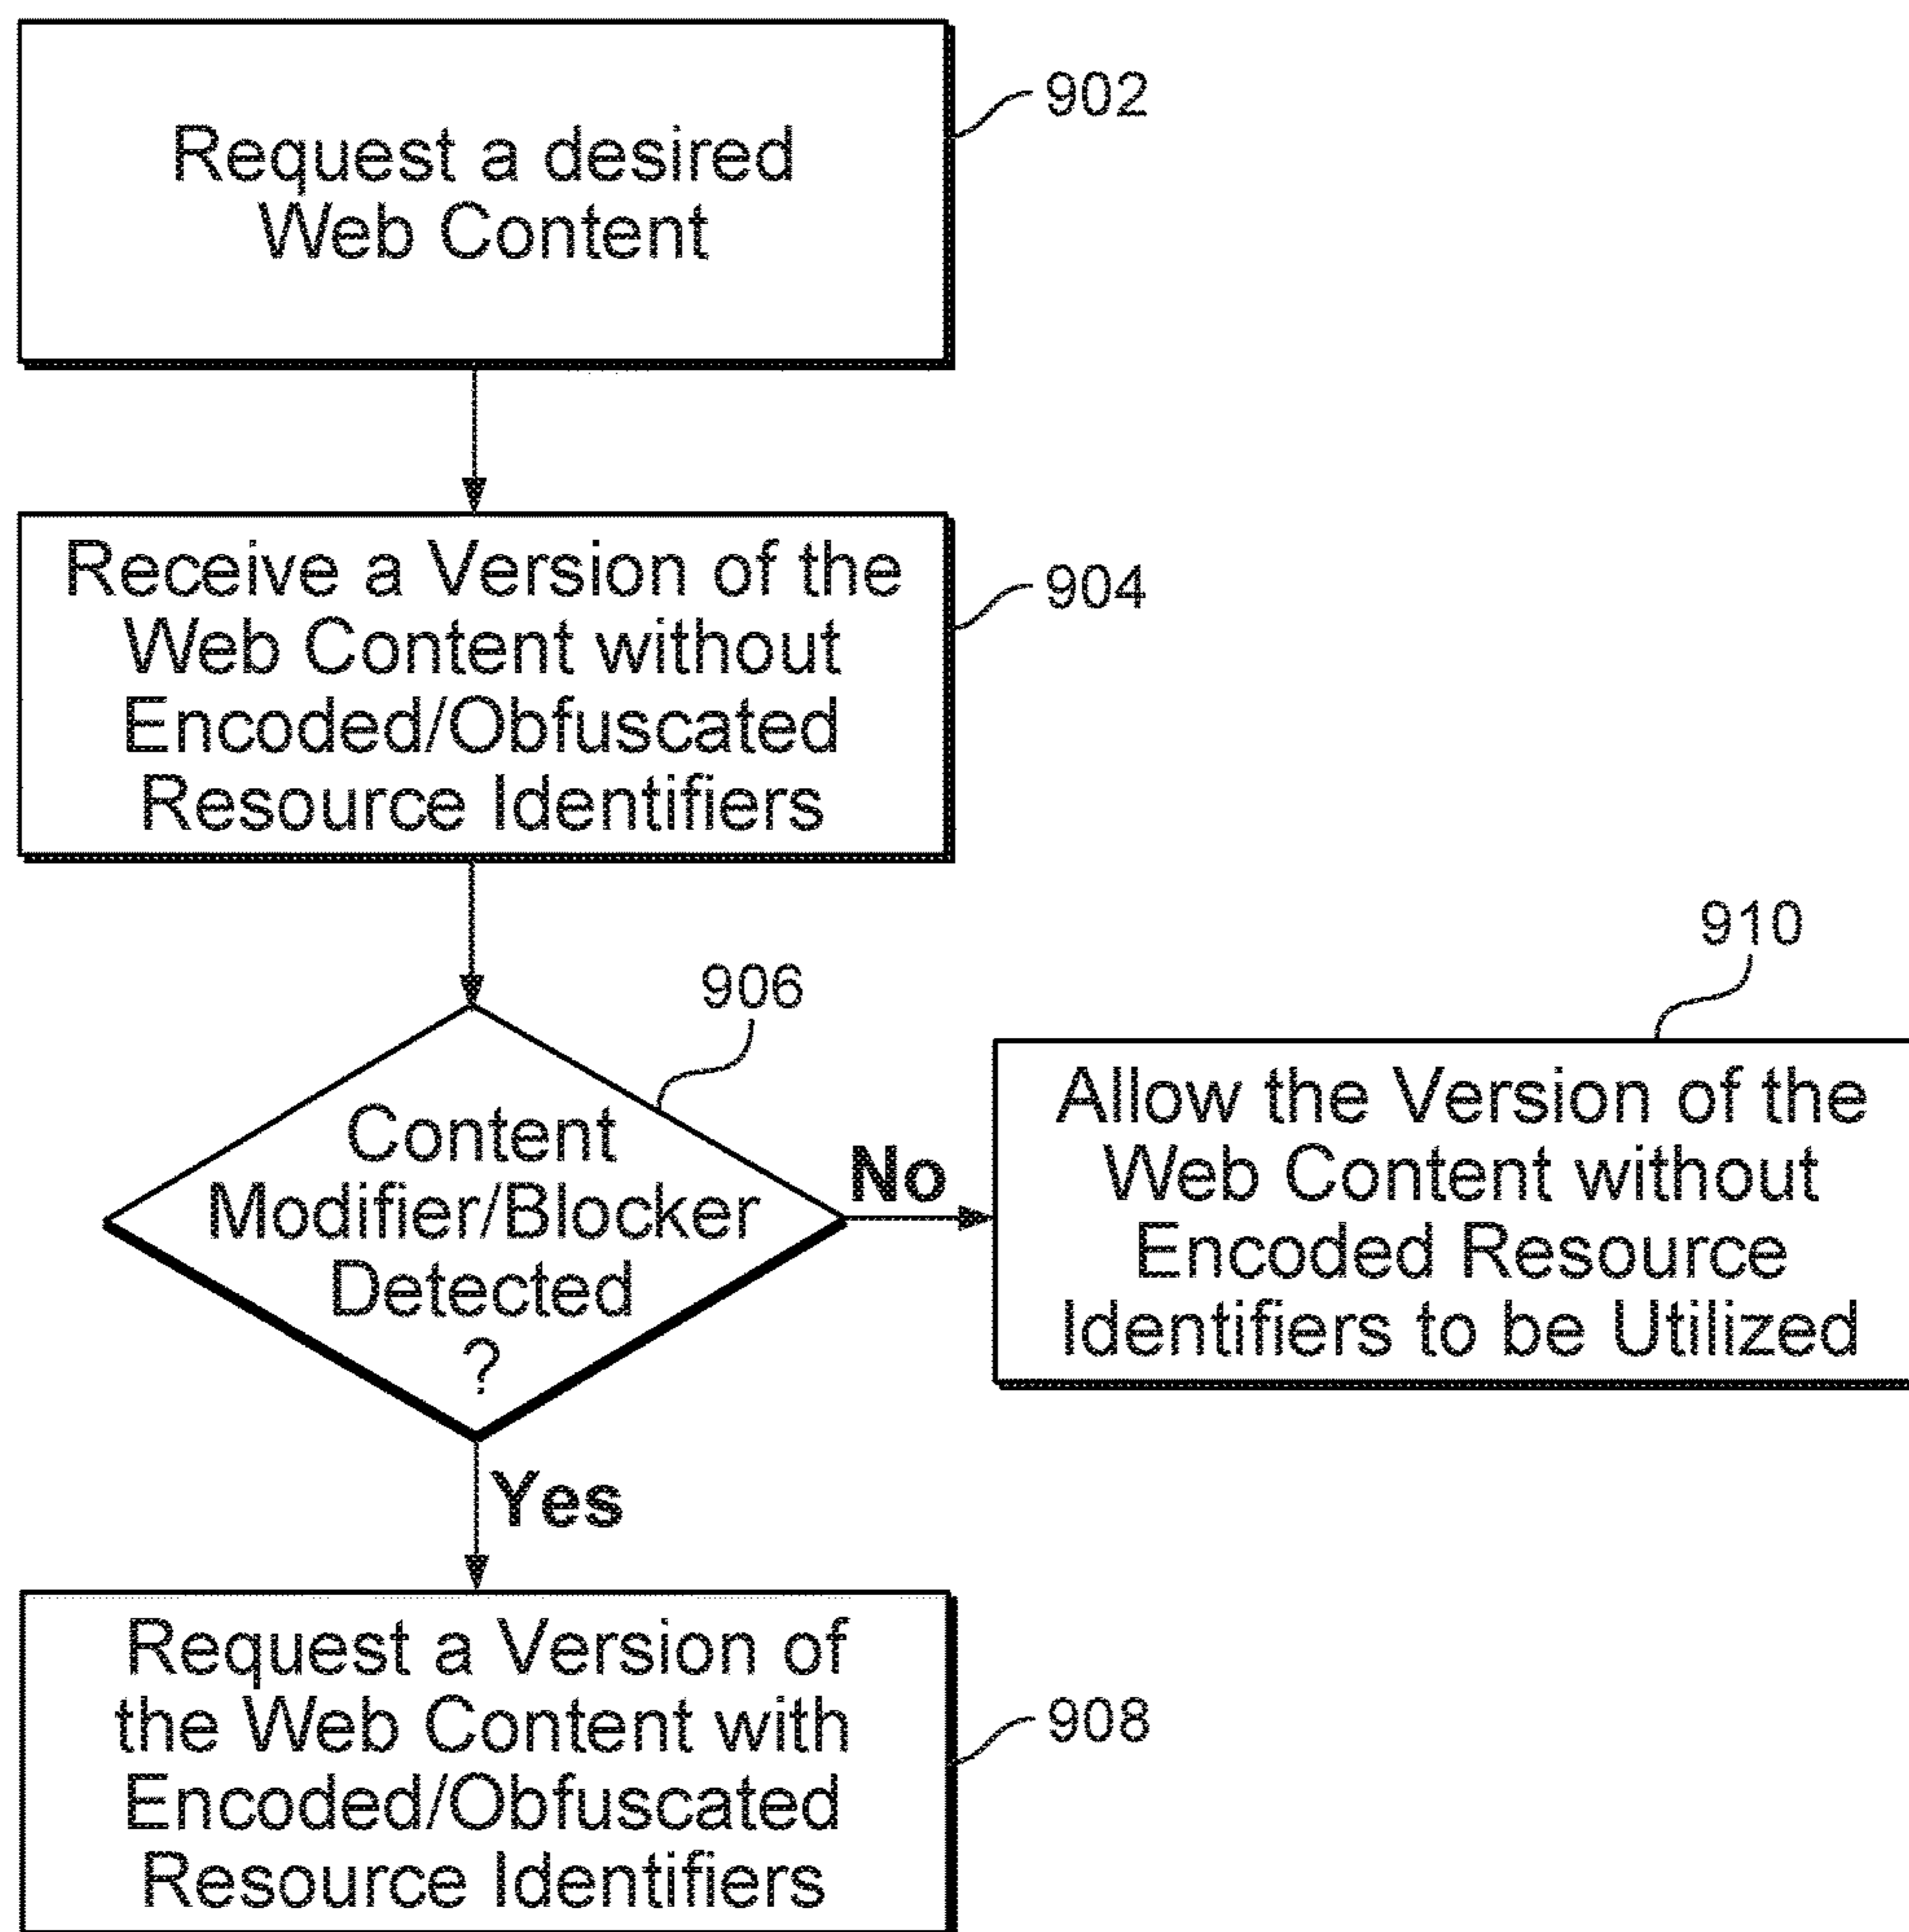 Request a desired
Web Content
902
Receive a Version of the
Web Content without
Encoded/Obfuscated
Resource Identifiers
904
906
Content
Modifier/Blocker
Detected
?
No
910
Allow the Version of the
Web Content without
Encoded Resource
Identifiers to be Utilized
Yes
Request a Version of
the Web Content with
Encoded/Obfuscated
Resource Identifiers
908